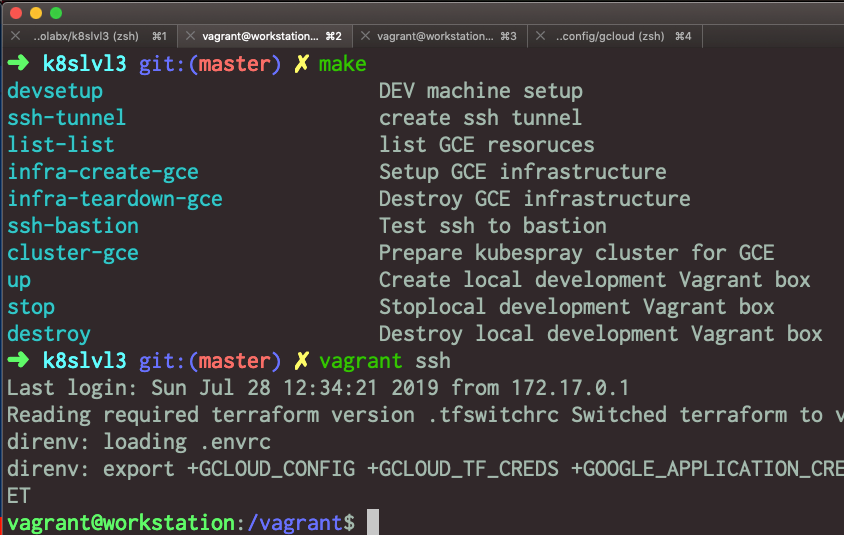 ..olabx/k8slvl3 (zsh) ⌘1 vagrant@workstation... ⌘2 vagrant@workstation... ⌘3 ..config/gcloud (zsh) ⌘4
➜ k8slvl3 git:(master) ✗ make
devsetup DEV machine setup
ssh-tunnel create ssh tunnel
list-list list GCE resoruces
infra-create-gce Setup GCE infrastructure
infra-teardown-gce Destroy GCE infrastructure
ssh-bastion Test ssh to bastion
cluster-gce Prepare kubespray cluster for GCE
up Create local development Vagrant box
stop Stoplocal development Vagrant box
destroy Destroy local development Vagrant box
➜ k8slvl3 git:(master) ✗ vagrant ssh
Last login: Sun Jul 28 12:34:21 2019 from 172.17.0.1
Reading required terraform version .tfswitchrc Switched terraform to v
direnv: loading .envrc
direnv: export +GCLOUD_CONFIG +GCLOUD_TF_CREDS +GOOGLE_APPLICATION_CRE
ET
vagrant@workstation:/vagrant$